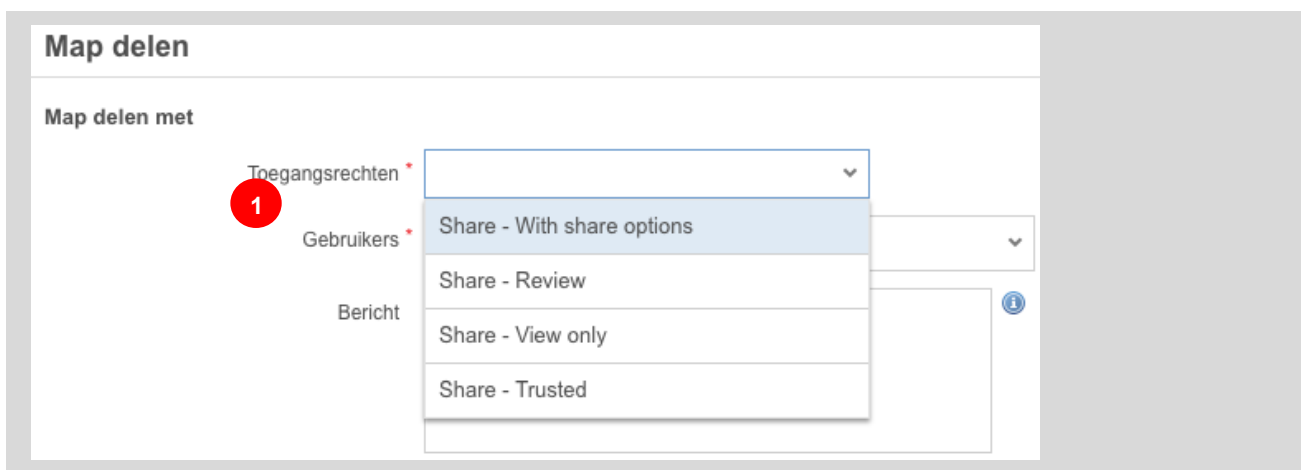 Map delen
Map delen met
Toegangsrechten *
1
Share - With share options
Gebruikers *
Share - Review
Bericht
Share - View only
Share - Trusted